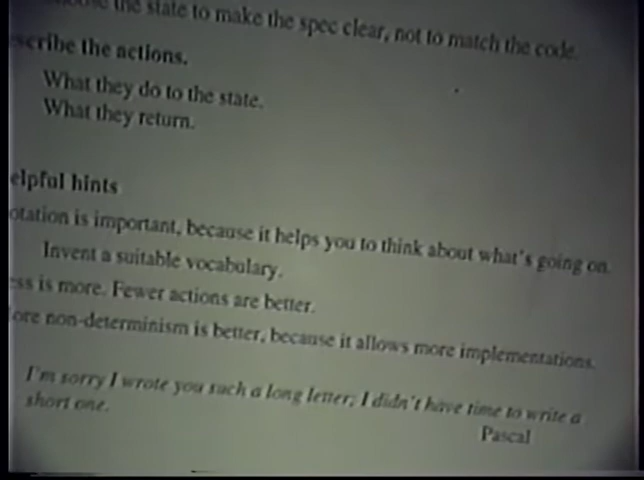 the state to make the spec clear, not to match the code.
scribe the actions.
What they do to the state.
What they return.
elpful hints
otation is important, because it helps you to think about what's going on.
Invent a suitable vocabulary.
ess is more. Fewer actions are better.
ore non-determinism is better, because it allows more implementations.
I'm sorry I wrote you such a long letter; I didn't have time to write a
short one.
Pascal